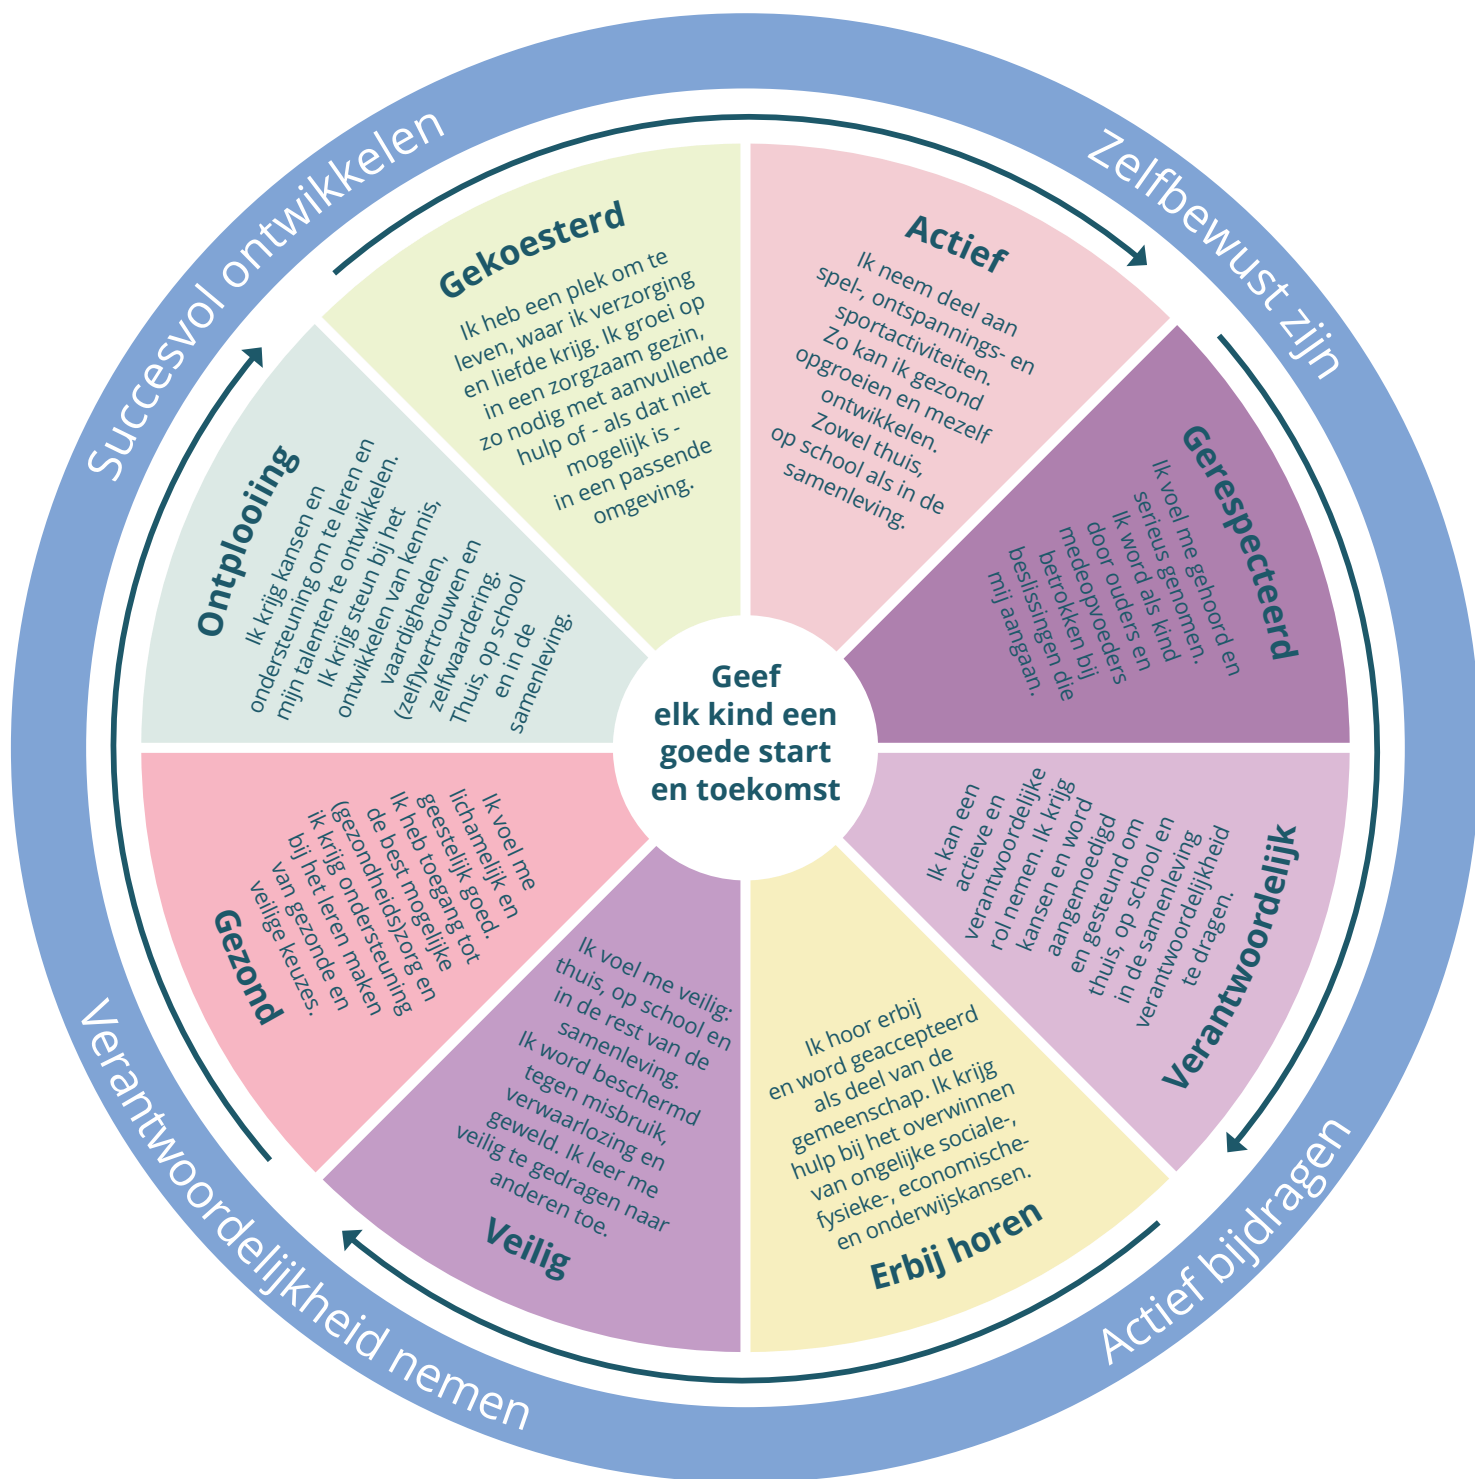 Succesvol ontwikkelen
Zelfbewust zijn
Actief bijdragen
Verantwoordelijkheid nemen
Geef
elk kind een
goede start
en toekomst
Gekoesterd
Ik heb een plek om te
leven, waar ik verzorging
en liefde krijg. Ik groei op
in een zorgzaam gezin,
zo nodig met aanvullende
hulp of - als dat niet
mogelijk is -
in een passende
omgeving.
Actief
Ik neem deel aan
spel-, ontspannings- en
sportactiviteiten.
Zo kan ik gezond
opgroeien en mezelf
ontwikkelen.
Zowel thuis,
op school als in de
samenleving.
Gerespecteerd
Ik voel me gehoord en
serieus genomen.
Ik word als kind
door ouders en
medeopvoeders
betrokken bij
beslissingen die
mij aangaan.
Ik kan een
actieve en
verantwoordelijke
rol nemen. Ik krijg
kansen en word
aangemoedigd
en gesteund om
thuis, op school en
in de samenleving
verantwoordelijkheid
te dragen.
Verantwoordelijk
Ik hoor erbij
en word geaccepteerd
als deel van de
gemeenschap. Ik krijg
hulp bij het overwinnen
van ongelijke sociale-,
fysieke-, economische-
en onderwijskansen.
Erbij horen
Ik voel me veilig:
thuis, op school en
in de rest van de
samenleving.
Ik word beschermd
tegen misbruik,
verwaarlozing en
geweld. Ik leer me
veilig te gedragen naar
anderen toe.
Veilig
Ik voel me
lichamelijk en
geestelijk goed.
Ik heb toegang tot
de best mogelijke
(gezondheids)zorg en
ik krijg ondersteuning
bij het leren maken
van gezonde en
veilige keuzes.
Gezond
Ontplooiing
Ik krijg kansen en
ondersteuning om te leren en
mijn talenten te ontwikkelen.
Ik krijg steun bij het
ontwikkelen van kennis,
vaardigheden,
(zelf)vertrouwen en
zelfwaardering.
Thuis, op school
en in de
samenleving.